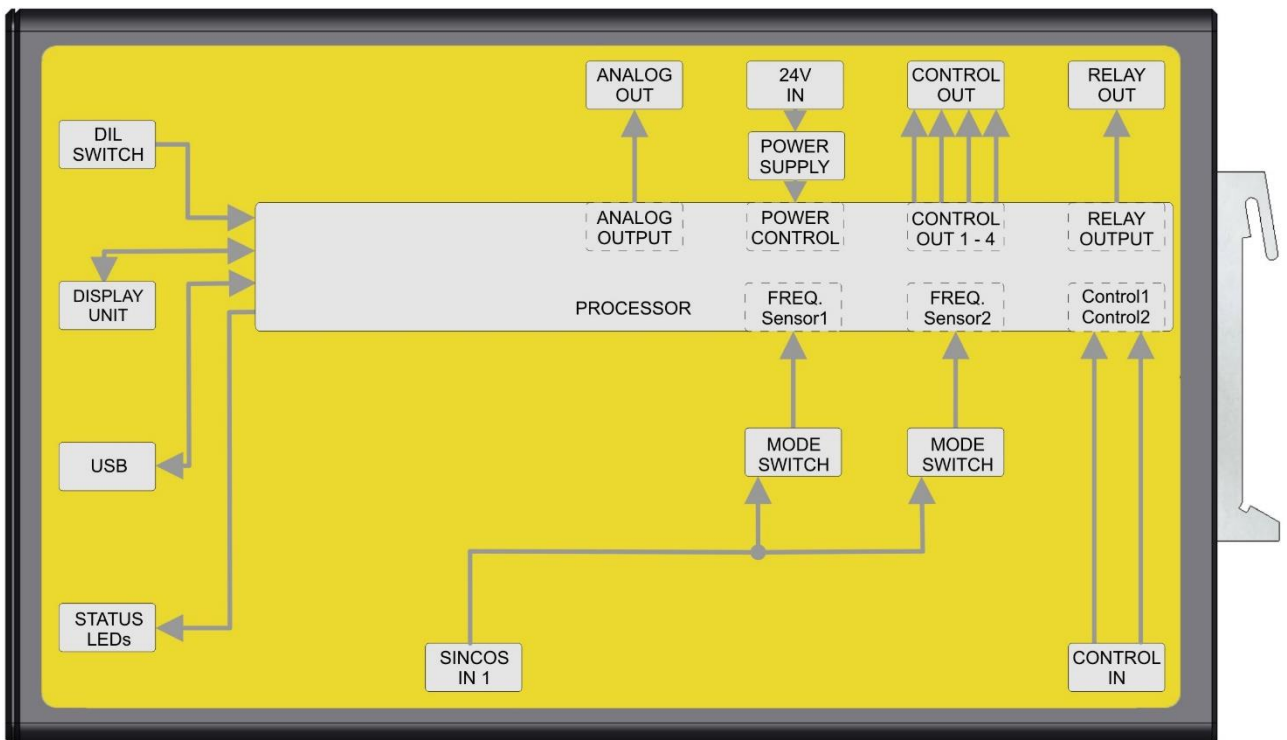 ANALOG
OUT
24V
IN
CONTROL
OUT
RELAY
OUT
DIL
SWITCH
POWER
SUPPLY
ANALOG
OUTPUT
POWER
CONTROL
CONTROL
OUT 1 - 4
RELAY
OUTPUT
DISPLAY
UNIT
PROCESSOR
FREQ.
Sensor1
FREQ.
Sensor2
Control1
Control2
USB
MODE
SWITCH
MODE
SWITCH
STATUS
LEDs
SINCOS
IN 1
CONTROL
IN